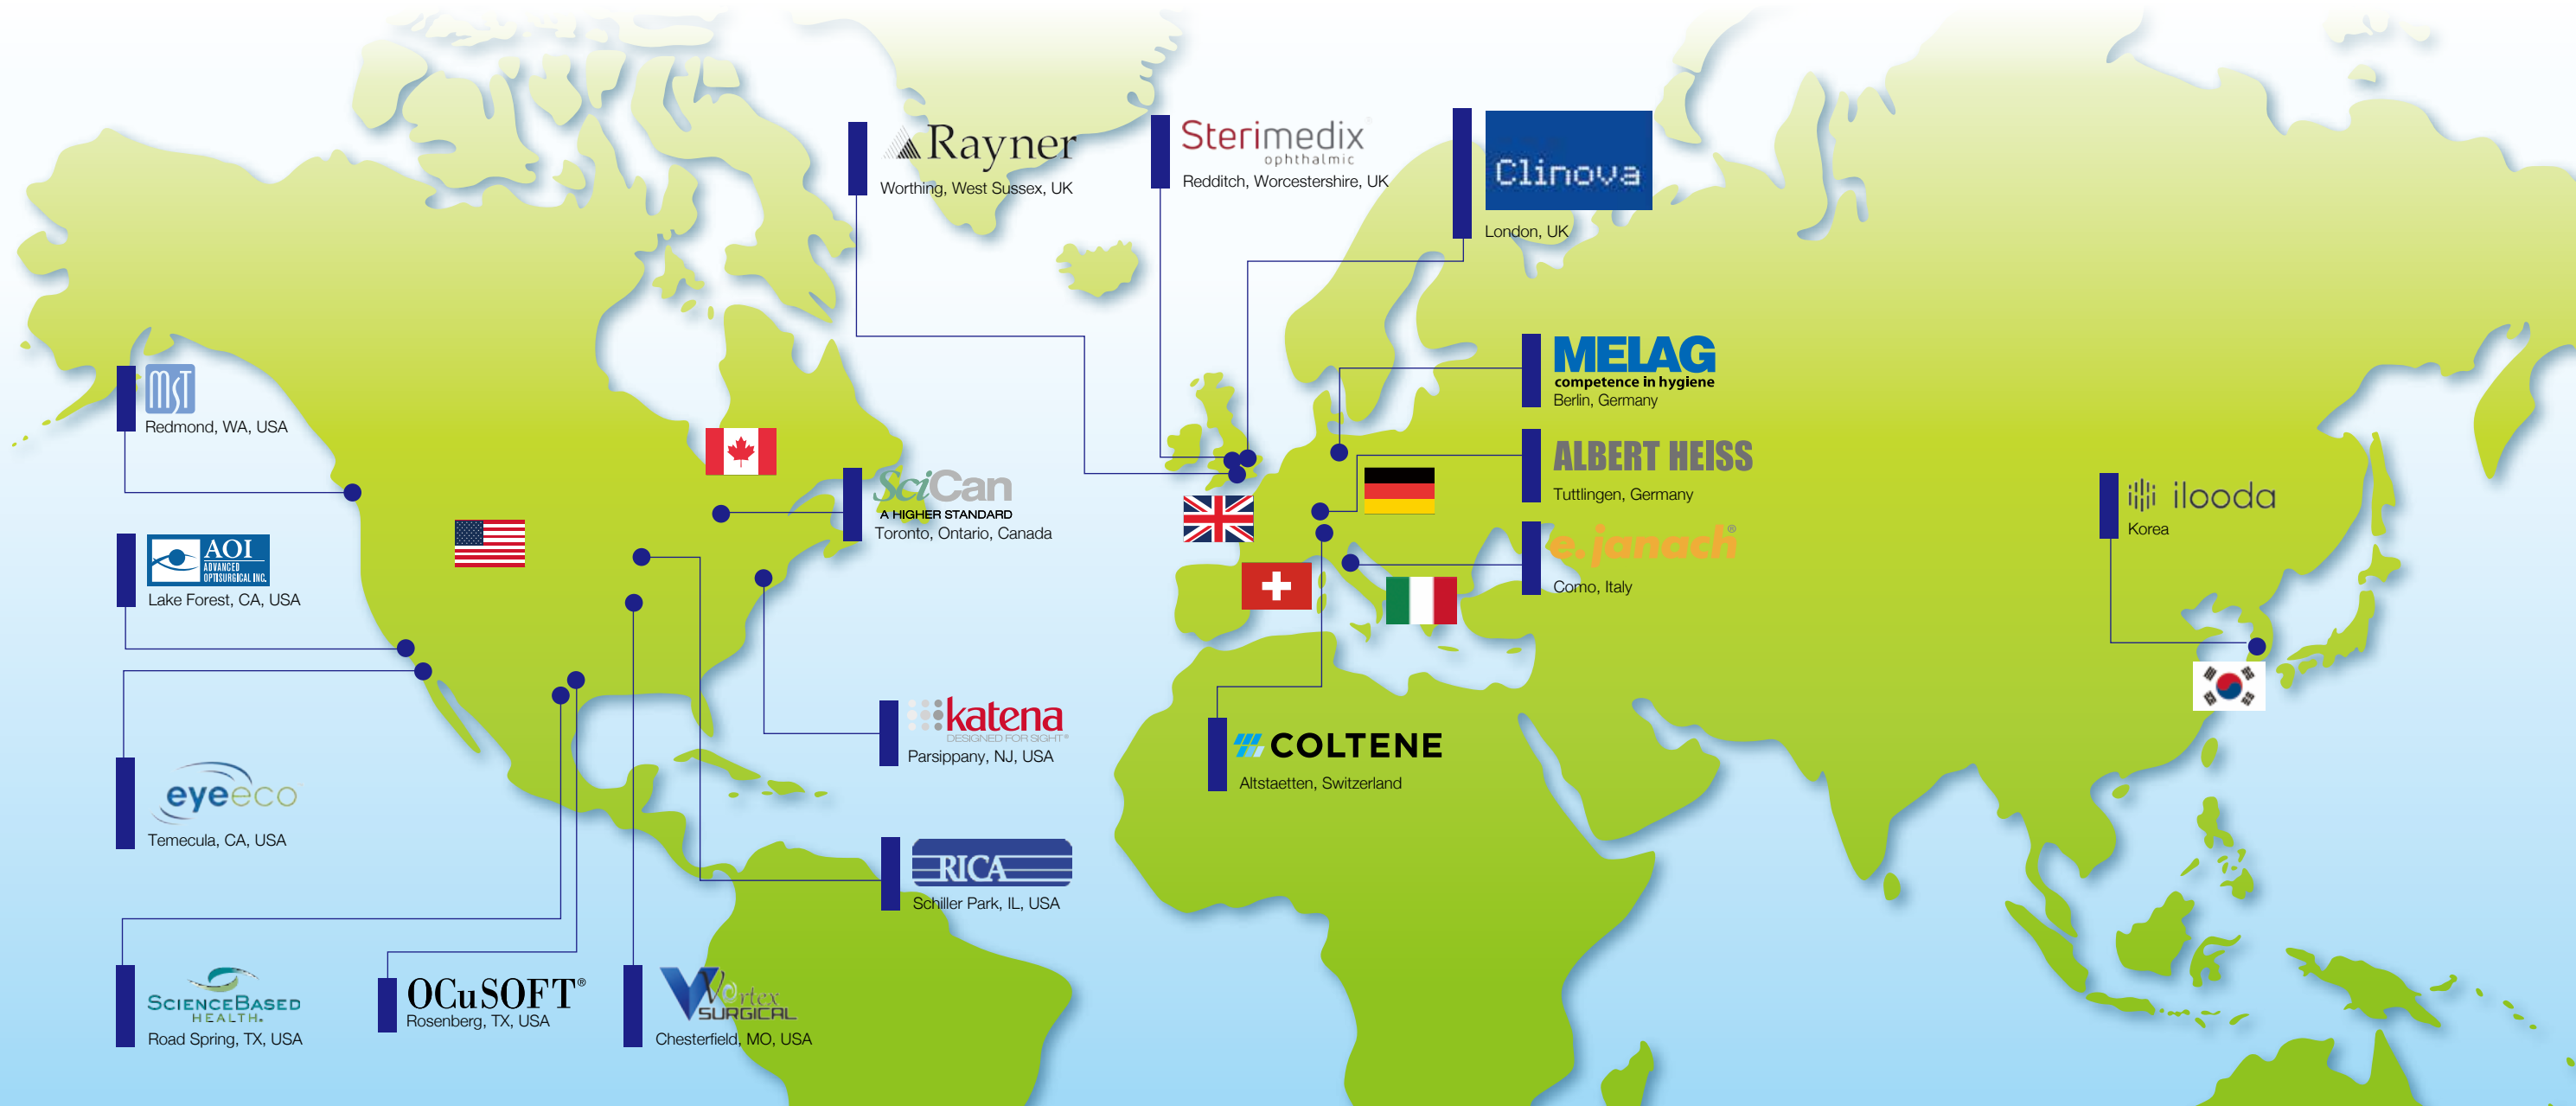 Rayner
Worthing, West Sussex, UK
Sterimedix
ophthalmic
Redditch, Worcestershire, UK
Clinova
London, UK
MST
Redmond, WA, USA
MELAG
competence in hygiene
Berlin, Germany
ALBERT HEISS
Tuttlingen, Germany
e.janach®
Como, Italy
SciCan
A HIGHER STANDARD
Toronto, Ontario, Canada
ilooda
Korea
AOI
ADVANCED
OPTISURGICAL INC.
Lake Forest, CA, USA
katena
DESIGNED FOR SIGHT®
Parsippany, NJ, USA
COLTENE
Altstaetten, Switzerland
eyeeco
Temecula, CA, USA
RICA
Schiller Park, IL, USA
SCIENCEBASED
HEALTH
Road Spring, TX, USA
OCuSOFT®
Rosenberg, TX, USA
Vortex
SURGICAL
Chesterfield, MO, USA